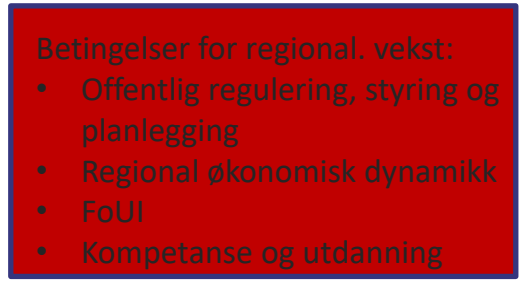 Betingelser for regional. vekst:
• Offentlig regulering, styring og
planlegging
• Regional økonomisk dynamikk
• FoUI
• Kompetanse og utdanning